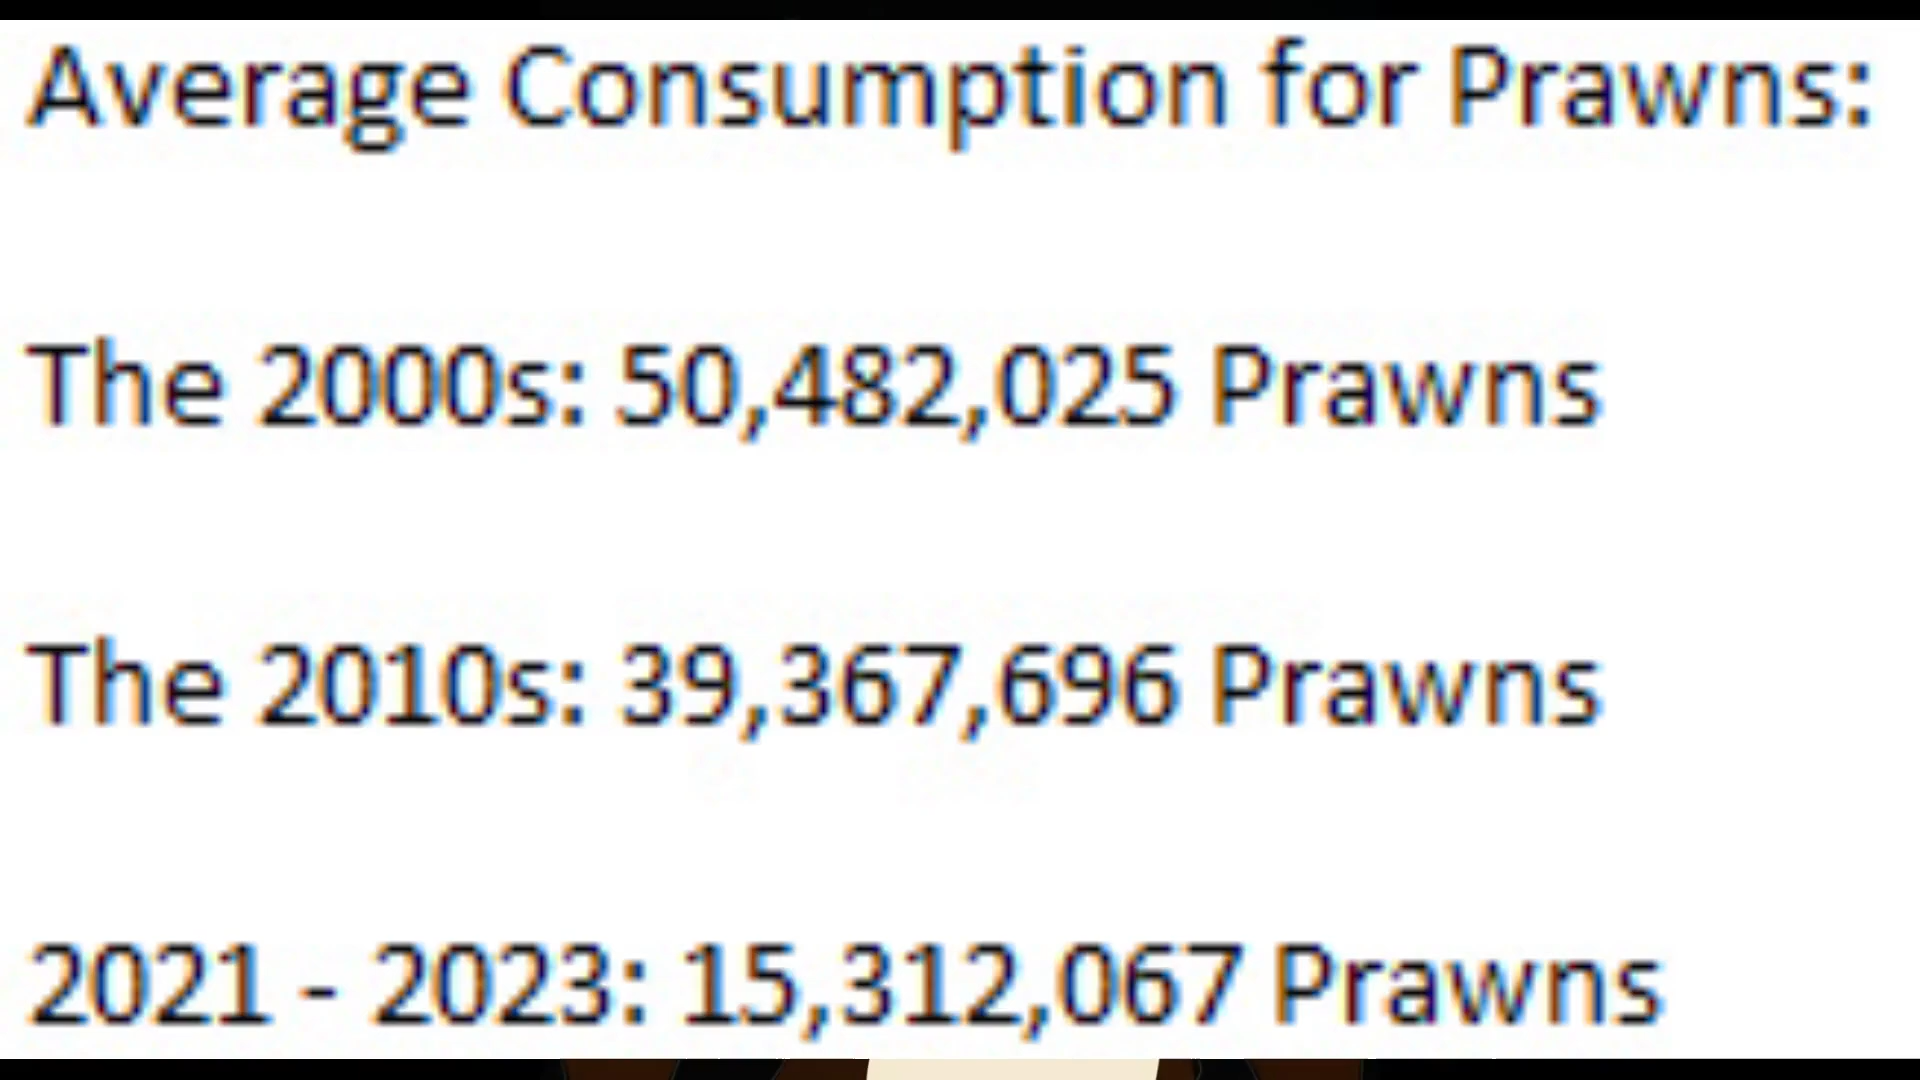 Average Consumption for Prawns:
The 2000s: 50,482,025 Prawns
The 2010s: 39,367,696 Prawns
2021 - 2023: 15,312,067 Prawns